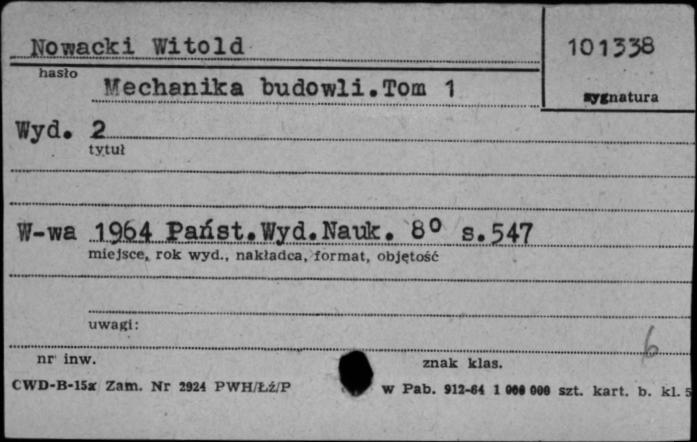 Nowacki Witold
101338
hasło
Mechanika budowli.Tom 1
sygnatura
Wyd. 2
tytuł
W-wa 1964 Państ.Wyd.Nauk. 8° s.547
miejsce, rok wyd., nakładca, format, objętość
uwagi:
6
nr inw.
znak klas.
CWD-B-15x Zam. Nr 2924 PWH/Łź/P
w Pab. 912-64 1 000 000 szt. kart. b. kl. 5